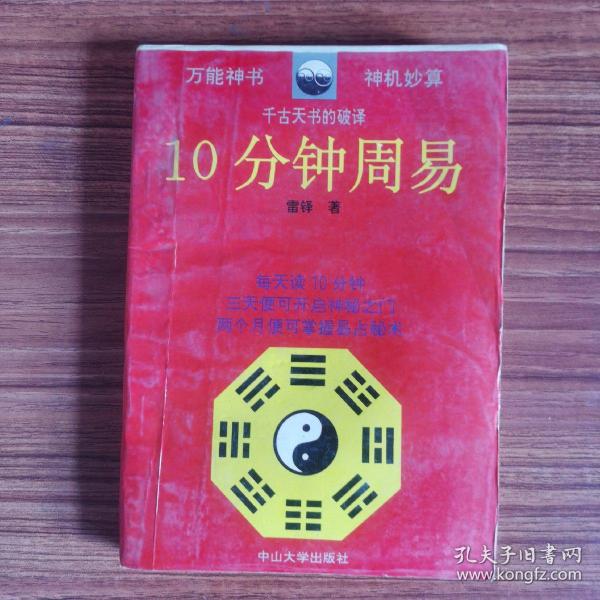 万能神书 神机妙算
千古天书的破译
10分钟周易
雷铎 著
每天读10分钟
三天便可开启神秘之门
两个月便可掌握易占秘术
中山大学出版社
孔夫子旧书网
www.kongfz.com